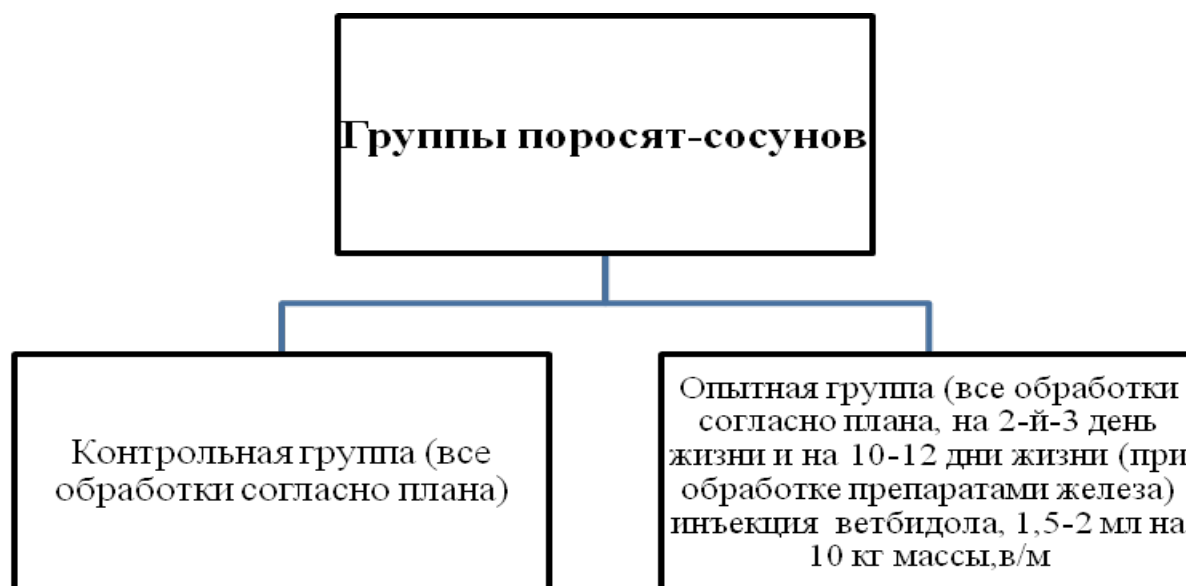 Группы поросят-сосунов
Контрольная группа (все
обработки согласно плана)
Опытная группа (все обработки
согласно плана, на 2-й-3 день
жизни и на 10-12 дни жизни (при
обработке препаратами железа)
инъекция ветбидола, 1,5-2 мл на
10 кг массы,в/м